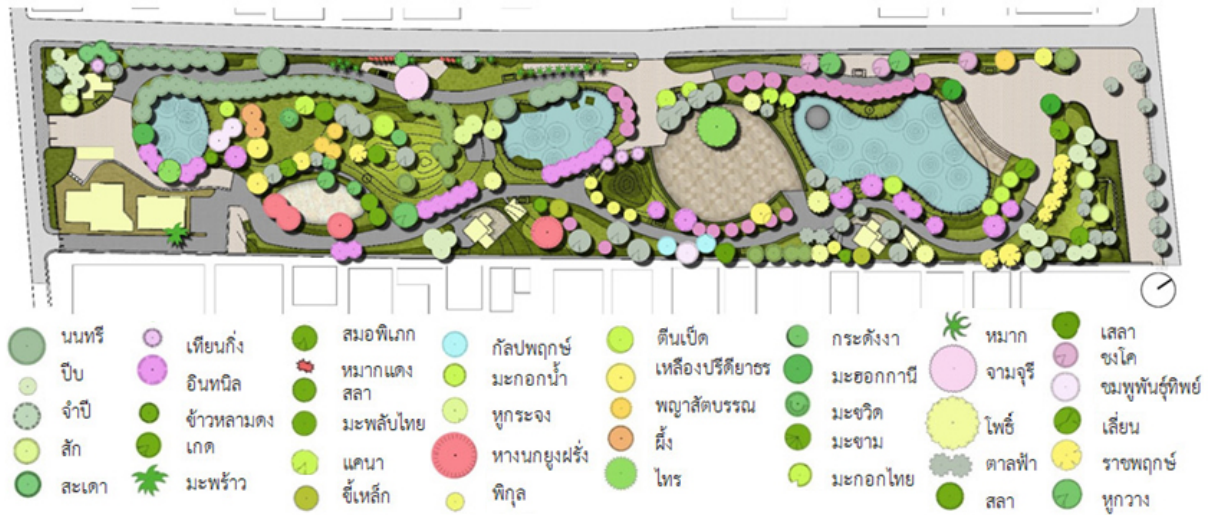 นนทรี
ปีบ
จำปี
สัก
สะเดา
เทียนกิ่ง
อินทนิล
ข้าวหลามดง
เกด
มะพร้าว
สมอพิเภก
หมากแดง
สลา
มะพลับไทย
แคนา
ขี้เหล็ก
กัลปพฤกษ์
มะกอกน้ำ
หูกระจง
หางนกยูงฝรั่ง
พิกุล
ตีนเป็ด
เหลืองปรีดียาธร
พญาสัตบรรณ
ผึ้ง
ไทร
กระดังงา
มะฮอกกานี
มะขวิด
มะขาม
มะกอกไทย
หมาก
จามจุรี
โพธิ์
ตาลฟ้า
สลา
เสลา
ชงโค
ชมพูพันธุ์ทิพย์
เลี่ยน
ราชพฤกษ์
หูกวาง